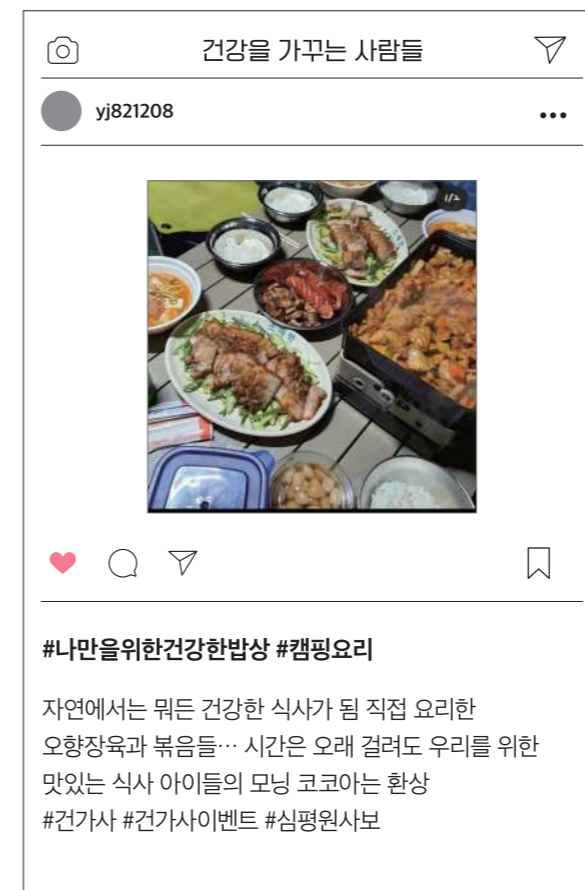 건강을 가꾸는 사람들
yj821208
1/2
#나만을위한건강한밥상 #캠핑요리
자연에서는 뭐든 건강한 식사가 됨 직접 요리한
오향장육과 볶음들… 시간은 오래 걸려도 우리를 위한
맛있는 식사 아이들의 모닝 코코아는 환상
#건가사 #건가사이벤트 #심평원사보